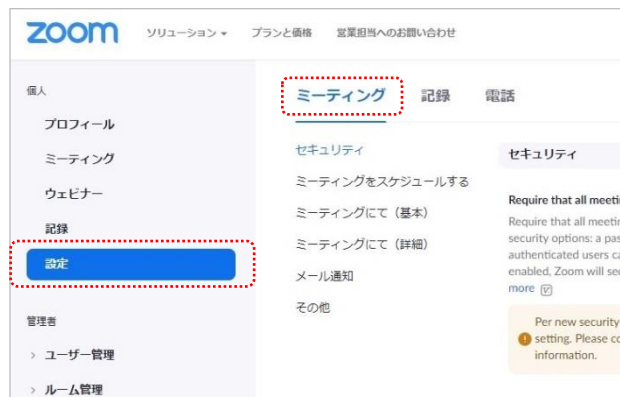 zoom ソリューション プランと価格 営業担当へのお問い合わせ
個人
プロフィール
ミーティング
ウェビナー
記録
設定
管理者
ユーザー管理
ルーム管理
ミーティング 記録 電話
セキュリティ
ミーティングをスケジュールする
ミーティングにて（基本）
ミーティングにて（詳細）
メール通知
その他
セキュリティ
Require that all meeti
Require that all meetin
security options: a pas
authenticated users ca
enabled, Zoom will sec
more
Per new security
setting. Please co
information.